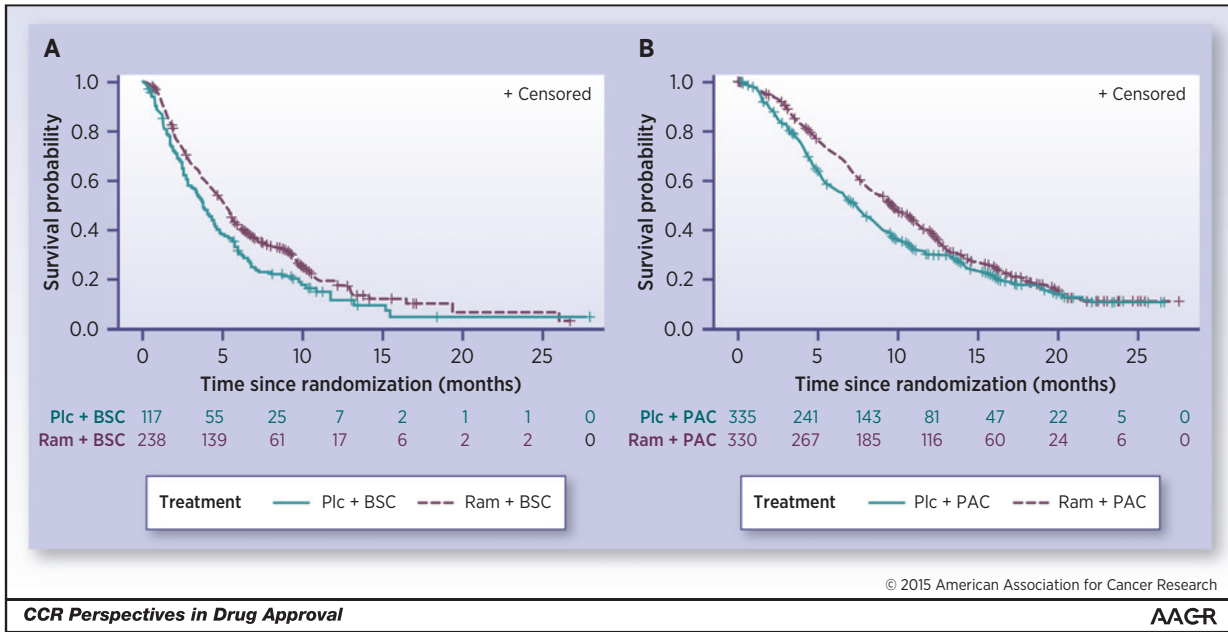 A
1.0
0.8
0.6
0.4
0.2
0.0
Survival probability
+ Censored
0 5 10 15 20 25
Time since randomization (months)
Plc + BSC 117 55 25 7 2 1 1 0
Ram + BSC 238 139 61 17 6 2 2 0
Treatment Plc + BSC Ram + BSC
B
1.0
0.8
0.6
0.4
0.2
0.0
Survival probability
+ Censored
0 5 10 15 20 25
Time since randomization (months)
Plc + PAC 335 241 143 81 47 22 5 0
Ram + PAC 330 267 185 116 60 24 6 0
Treatment Plc + PAC Ram + PAC
© 2015 American Association for Cancer Research
CCR Perspectives in Drug Approval
AACR